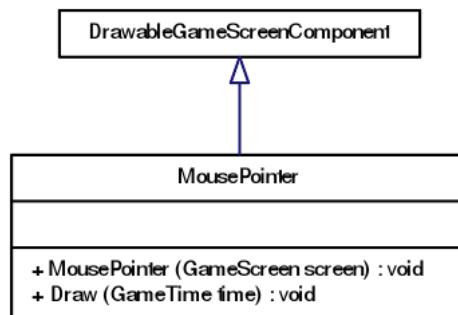 DrawableGameScreenComponent
MousePointer
+ MousePointer (GameScreen screen) : void
+ Draw (GameTime time) : void